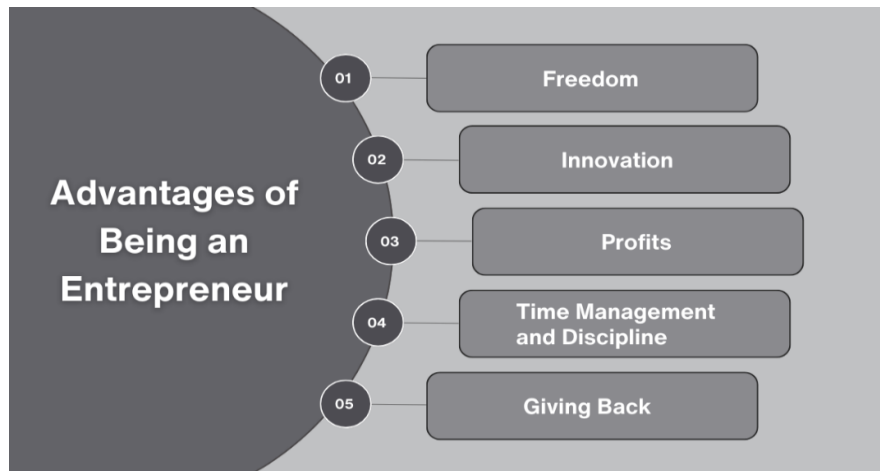 Advantages of
Being an
Entrepreneur
01
Freedom
02
Innovation
03
Profits
04
Time Management
and Discipline
05
Giving Back